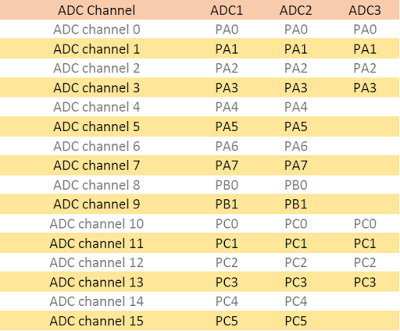 ADC Channel ADC1 ADC2 ADC3
ADC channel 0 PA0 PA0 PA0
ADC channel 1 PA1 PA1 PA1
ADC channel 2 PA2 PA2 PA2
ADC channel 3 PA3 PA3 PA3
ADC channel 4 PA4 PA4
ADC channel 5 PA5 PA5
ADC channel 6 PA6 PA6
ADC channel 7 PA7 PA7
ADC channel 8 PB0 PB0
ADC channel 9 PB1 PB1
ADC channel 10 PC0 PC0 PC0
ADC channel 11 PC1 PC1 PC1
ADC channel 12 PC2 PC2 PC2
ADC channel 13 PC3 PC3 PC3
ADC channel 14 PC4 PC4
ADC channel 15 PC5 PC5